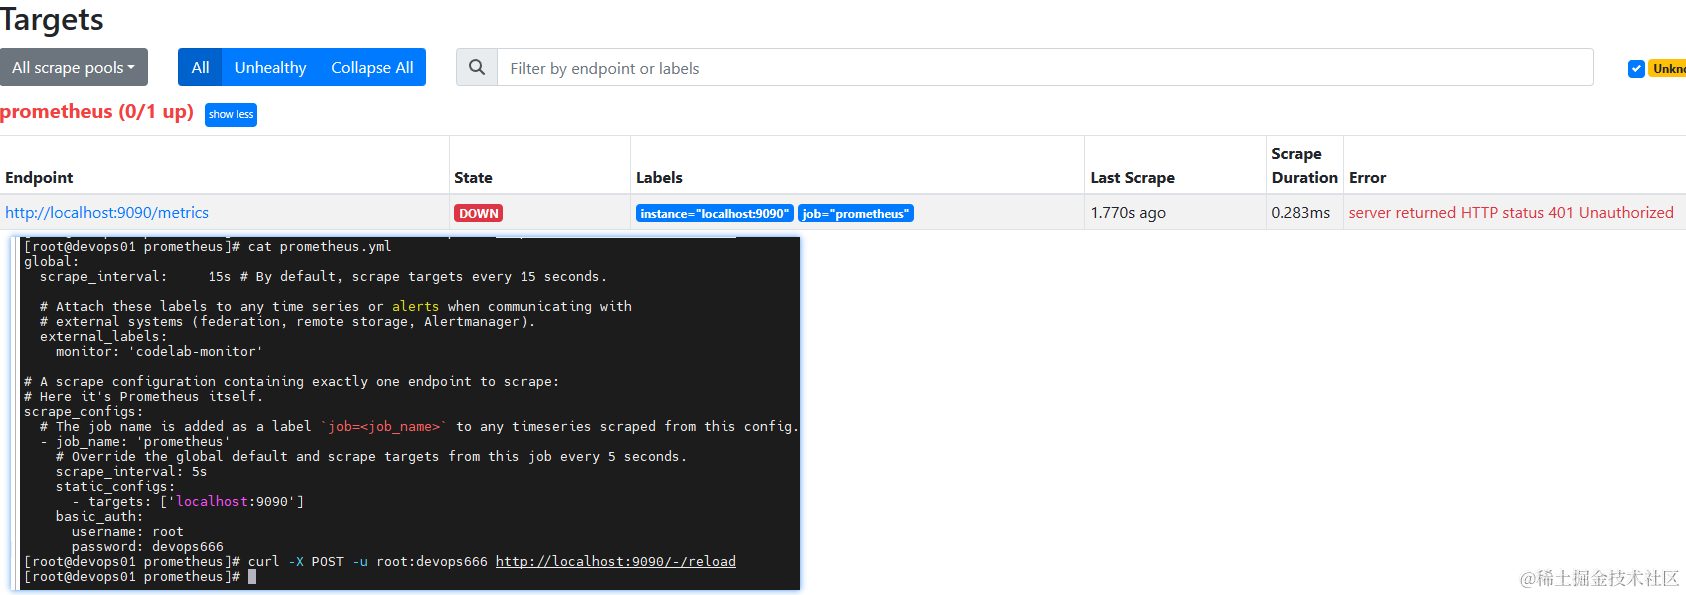 Targets
All scrape pools
All Unhealthy Collapse All
Filter by endpoint or labels
prometheus (0/1 up) show less
Endpoint State Labels Last Scrape Scrape Duration Error
http://localhost:9090/metrics DOWN instance="localhost:9090" job="prometheus" 1.770s ago 0.283ms server returned HTTP status 401 Unauthorized
[root@devops01 prometheus]# cat prometheus.yml
global:
  scrape_interval:     15s # By default, scrape targets every 15 seconds.
  # Attach these labels to any time series or alerts when communicating with
  # external systems (federation, remote storage, Alertmanager).
  external_labels:
    monitor: 'codelab-monitor'
# A scrape configuration containing exactly one endpoint to scrape:
# Here it's Prometheus itself.
scrape_configs:
  # The job name is added as a label `job=<job_name>` to any timeseries scraped from this config.
  - job_name: 'prometheus'
    # Override the global default and scrape targets from this job every 5 seconds.
    scrape_interval: 5s
    static_configs:
      - targets: ['localhost:9090']
    basic_auth:
      username: root
      password: devops666
[root@devops01 prometheus]# curl -X POST -u root:devops666 http://localhost:9090/-/reload
[root@devops01 prometheus]#
@稀土掘金技术社区